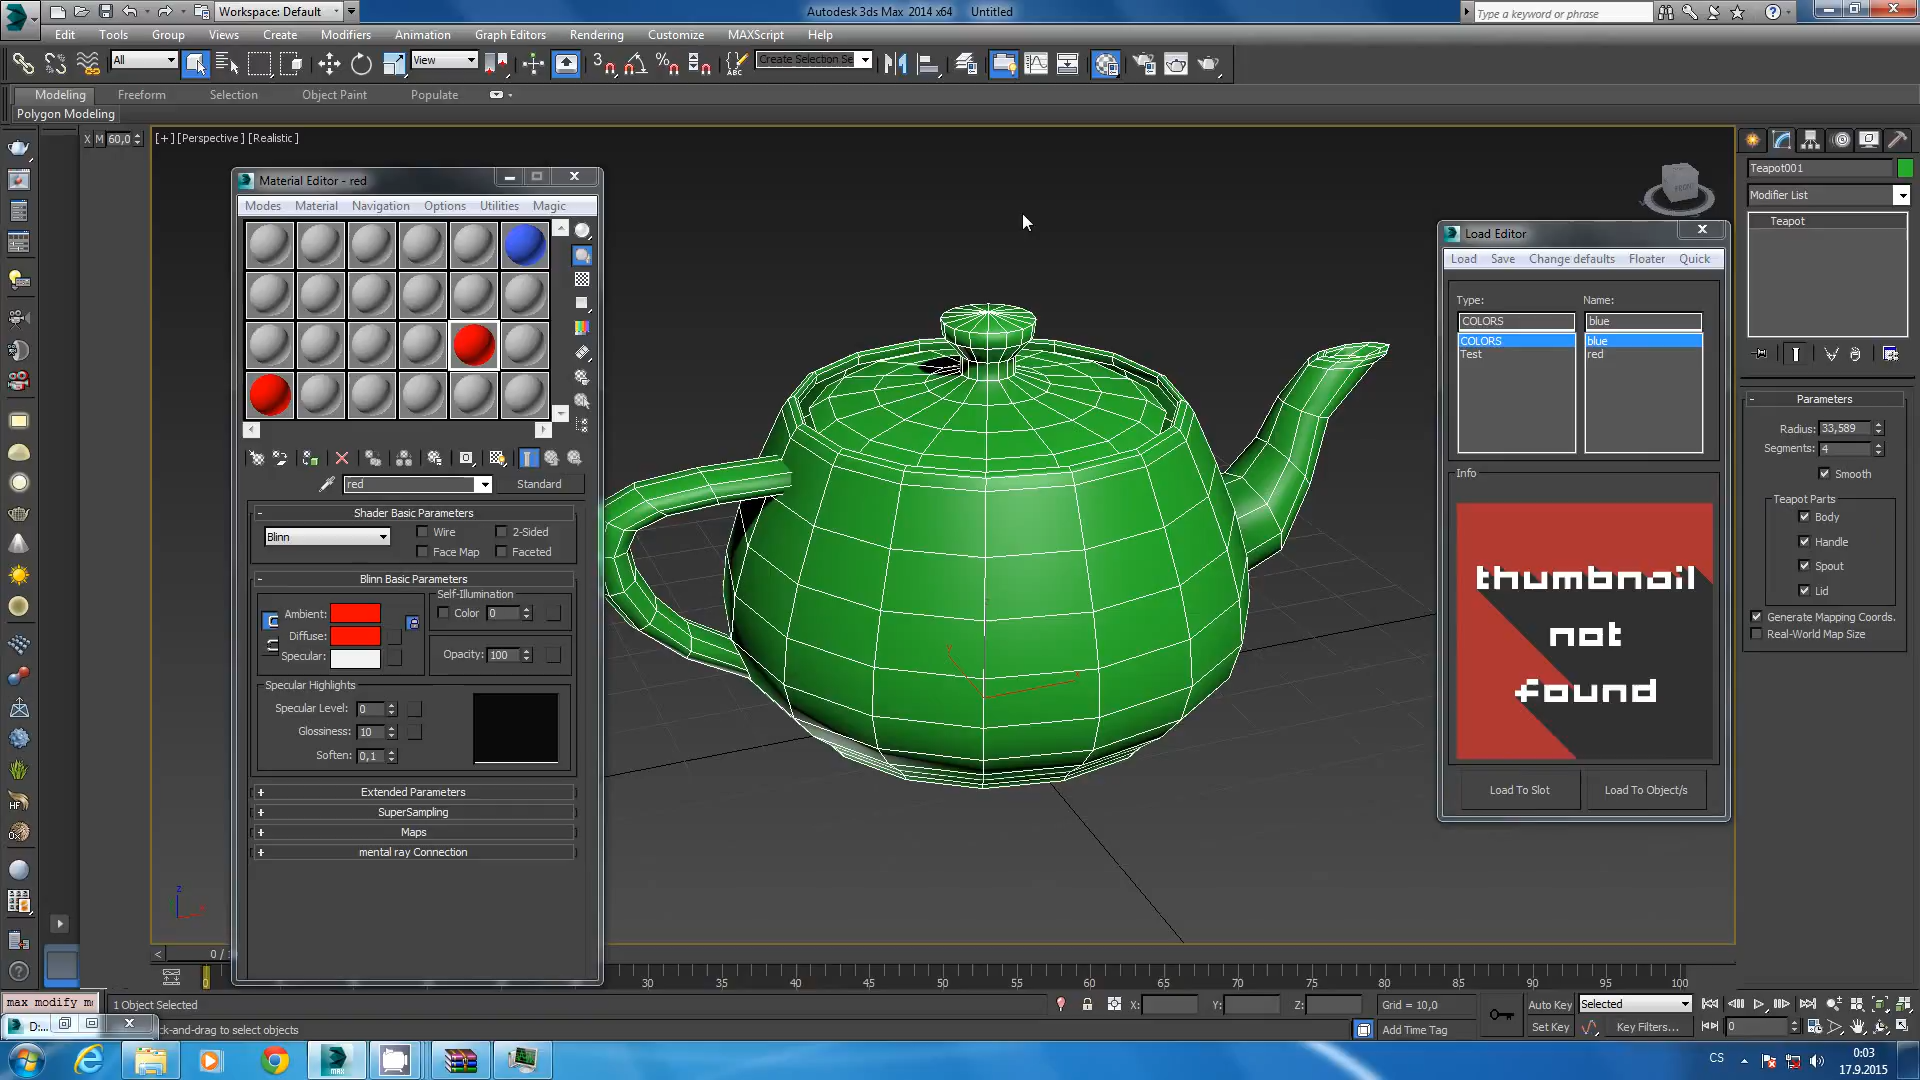 Workspace: Default
Autodesk 3ds Max 2014 x64 Untitled
Type a keyword or phrase
Edit Tools Group Views Create Modifiers Animation Graph Editors Rendering Customize MAXScript Help
All
View
Create Selection Se
Modeling Freeform Selection Object Paint Populate
Polygon Modeling
X M 60,0
[+] [Perspective] [Realistic]
Material Editor - red
Modes Material Navigation Options Utilities Magic
red
Standard
- Shader Basic Parameters
Blinn
Wire
2-Sided
Face Map
Faceted
- Blinn Basic Parameters
Self-Illumination
Ambient:
Color 0
Diffuse:
Specular:
Opacity: 100
Specular Highlights
Specular Level: 0
Glossiness: 10
Soften: 0,1
+ Extended Parameters
+ SuperSampling
+ Maps
+ mental ray Connection
Load Editor
Load Save Change defaults Floater Quick
Type: Name:
COLORS blue
COLORS blue
Test red
Info
thumbnail
not
found
Load To Slot Load To Object/s
Teapot001
Modifier List
Teapot
- Parameters
Radius: 33,589
Segments: 4
Smooth
Teapot Parts
Body
Handle
Spout
Lid
Generate Mapping Coords.
Real-World Map Size
0 /
30 35 40 45 50 55 60 65 70 75 80 85 90 95 100
max modify m
1 Object Selected
X: Y: Z: Grid = 10,0
Auto Key Selected
D:...
ck-and-drag to select objects
Add Time Tag
Set Key Key Filters... 0
CS
0:03
17.9.2015